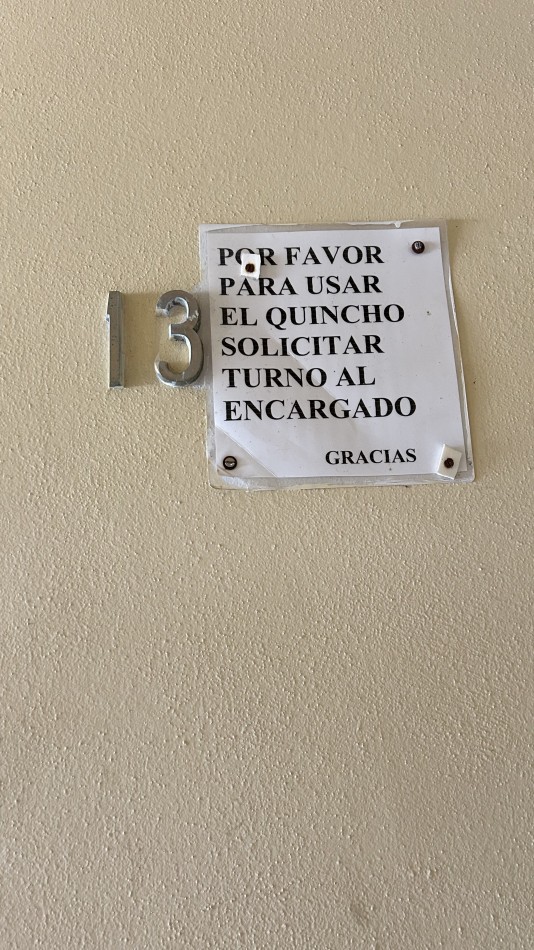 13
POR FAVOR
PARA USAR
EL QUINCHO
SOLICITAR
TURNO AL
ENCARGADO
GRACIAS